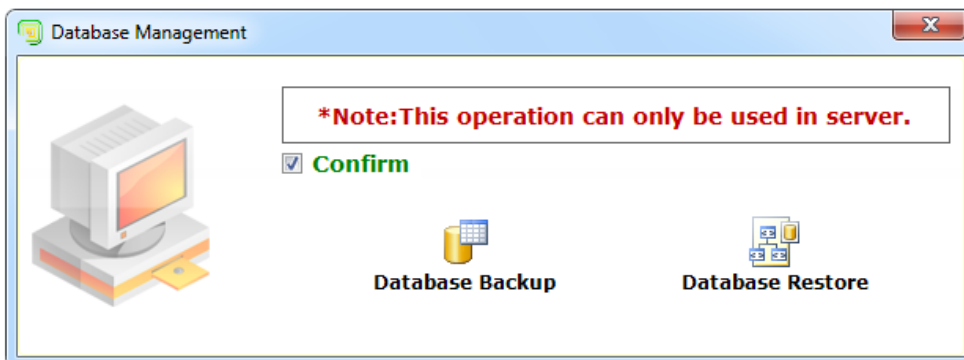 Database Management
*Note:This operation can only be used in server.
Confirm
Database Backup
Database Restore